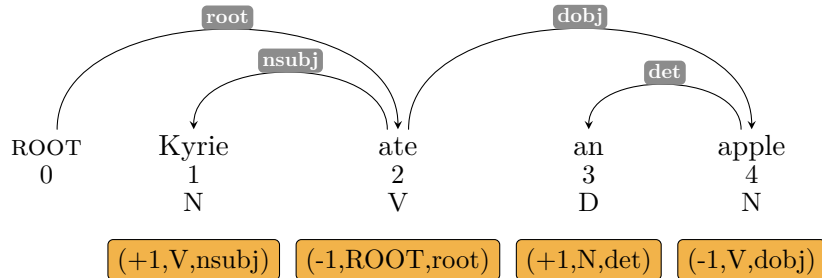 root dobj
nsubj det
ROOT Kyrie ate an apple
0 1 2 3 4
N V D N
(+1,V,nsubj) (-1,ROOT,root) (+1,N,det) (-1,V,dobj)